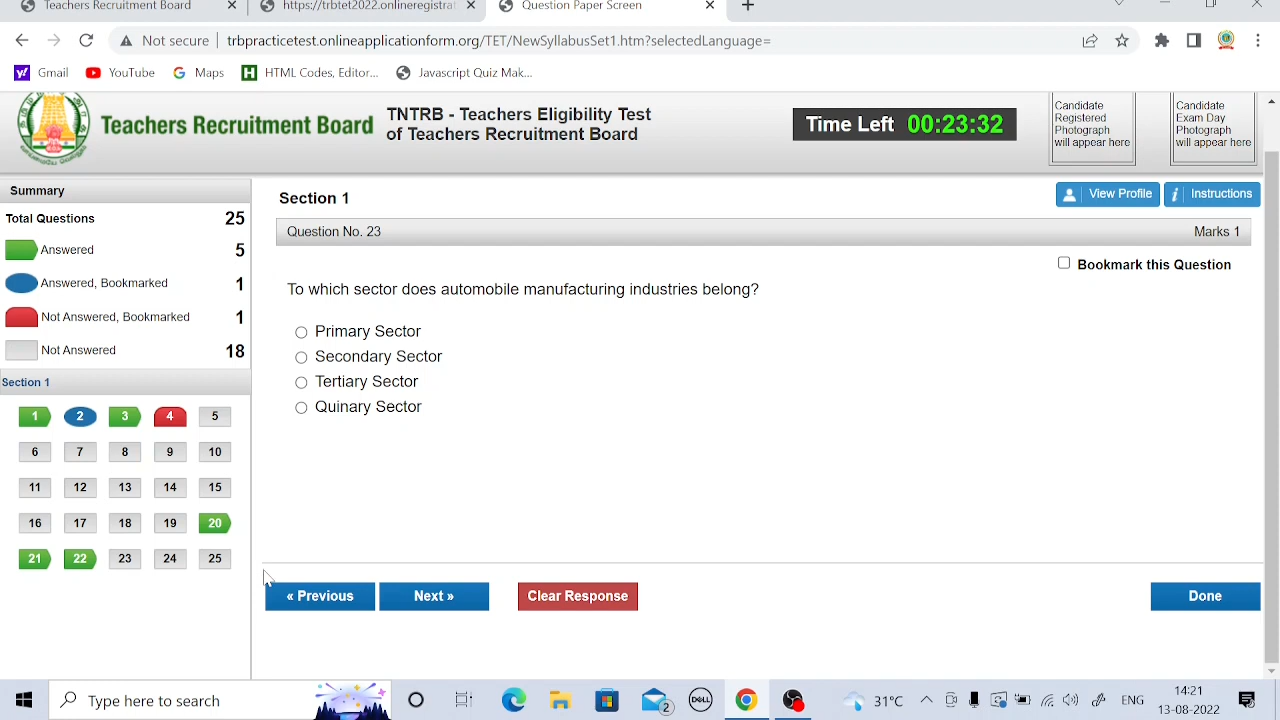 Teachers Recruitment Board
https://trbtet2022.onlineregistrat
Question Paper Screen
Not secure
trbpracticetest.onlineapplicationform.org/TET/NewSyllabusSet1.htm?selectedLanguage=
Gmail
YouTube
Maps
HTML Codes, Editor...
Javascript Quiz Mak...
Teachers Recruitment Board
TNTRB - Teachers Eligibility Test
of Teachers Recruitment Board
Time Left 00:23:32
Candidate
Registered
Photograph
will appear here
Candidate
Exam Day
Photograph
will appear here
Summary
Total Questions 25
Answered 5
Answered, Bookmarked 1
Not Answered, Bookmarked 1
Not Answered 18
Section 1
1 2 3 4 5
6 7 8 9 10
11 12 13 14 15
16 17 18 19 20
21 22 23 24 25
Section 1
View Profile
i Instructions
Question No. 23
Marks 1
Bookmark this Question
To which sector does automobile manufacturing industries belong?
Primary Sector
Secondary Sector
Tertiary Sector
Quinary Sector
« Previous
Next »
Clear Response
Done
Type here to search
2
DELL
31°C
ENG
14:21
13-08-2022